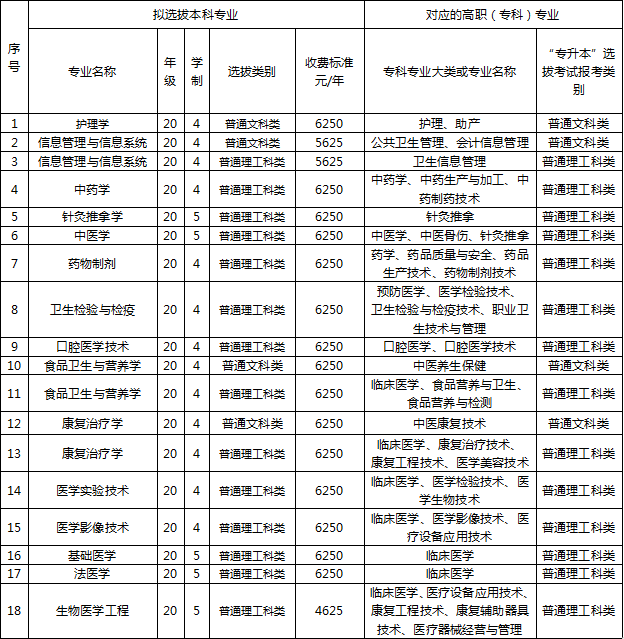 序号 拟选拔本科专业 对应的高职（专科）专业
专业名称 年级 学制 选拔类别 收费标准元/年 专科专业大类或专业名称 “专升本”选拔考试报考类别
1 护理学 20 4 普通文科类 6250 护理、助产 普通文科类
2 信息管理与信息系统 20 4 普通文科类 5625 公共卫生管理、会计信息管理 普通文科类
3 信息管理与信息系统 20 4 普通理工科类 5625 卫生信息管理 普通理工科类
4 中药学 20 4 普通理工科类 6250 中药学、中药生产与加工、中药制药技术 普通理工科类
5 针灸推拿学 20 5 普通理工科类 6250 针灸推拿 普通理工科类
6 中医学 20 5 普通理工科类 6250 中医学、中医骨伤、针灸推拿 普通理工科类
7 药物制剂 20 4 普通理工科类 6250 药学、药品质量与安全、药品生产技术、药物制剂技术 普通理工科类
8 卫生检验与检疫 20 4 普通理工科类 6250 预防医学、医学检验技术、卫生检验与检疫技术、职业卫生技术与管理 普通理工科类
9 口腔医学技术 20 4 普通理工科类 6250 口腔医学、口腔医学技术 普通理工科类
10 食品卫生与营养学 20 4 普通文科类 6250 中医养生保健 普通文科类
11 食品卫生与营养学 20 4 普通理工科类 6250 临床医学、食品营养与卫生、食品营养与检测 普通理工科类
12 康复治疗学 20 4 普通文科类 6250 中医康复技术 普通文科类
13 康复治疗学 20 4 普通理工科类 6250 临床医学、康复治疗技术、康复工程技术、医学美容技术 普通理工科类
14 医学实验技术 20 4 普通理工科类 6250 临床医学、医学检验技术、医学生物技术 普通理工科类
15 医学影像技术 20 4 普通理工科类 6250 临床医学、医学影像技术、医疗设备应用技术 普通理工科类
16 基础医学 20 5 普通理工科类 6250 临床医学 普通理工科类
17 法医学 20 5 普通理工科类 6250 临床医学 普通理工科类
18 生物医学工程 20 5 普通理工科类 4625 临床医学、医疗设备应用技术、康复工程技术、康复辅助器具技术、医疗器械经营与管理 普通理工科类